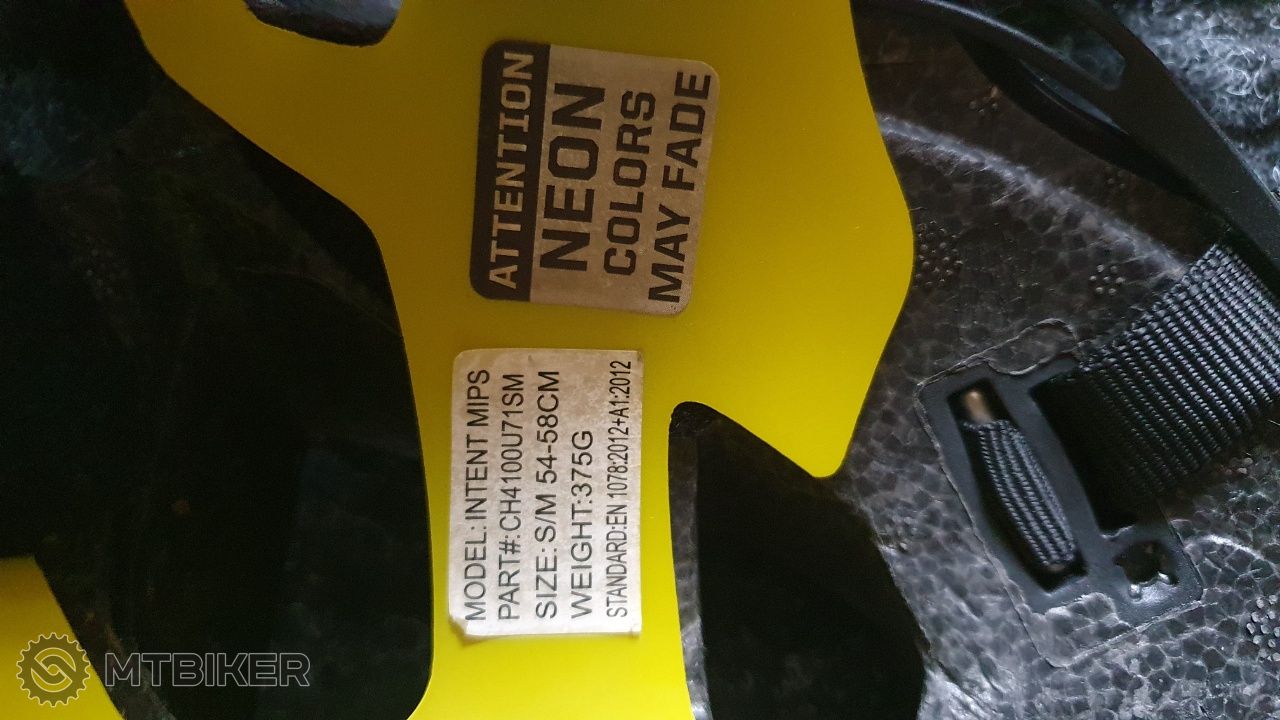 ATTENTION
NEON
COLORS
MAY FADE
MODEL: INTENT MIPS
PART#:CH4100U71SM
SIZE: S/M 54-58CM
WEIGHT:375G
STANDARD:EN 1078:2012+A1:2012
MTBIKER